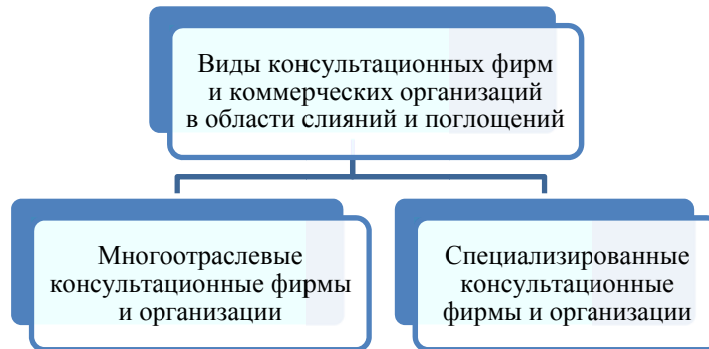 Виды консультационных фирм
и коммерческих организаций
в области слияний и поглощений
Многоотраслевые
консультационные фирмы
и организации
Специализированные
консультационные
фирмы и организации